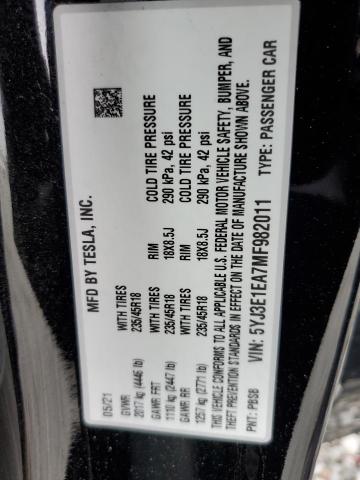 MFD BY TESLA, INC.
05/21
GVWR WITH TIRES RIM COLD TIRE PRESSURE
2017 kg (4446 lb) 235/45R18 18X8.5J 290 kPa, 42 psi
GAWR FRT WITH TIRES RIM COLD TIRE PRESSURE
1110 kg (2447 lb) 235/45R18 18X8.5J 290 kPa, 42 psi
GAWR RR
1257 kg (2771 lb)
THIS VEHICLE CONFORMS TO ALL APPLICABLE U.S. FEDERAL MOTOR VEHICLE SAFETY, BUMPER, AND
THEFT PREVENTION STANDARDS IN EFFECT ON THE DATE OF MANUFACTURE SHOWN ABOVE.
VIN: 5YJ3E1EA7MF982011 TYPE: PASSENGER CAR
PNT: PBSB